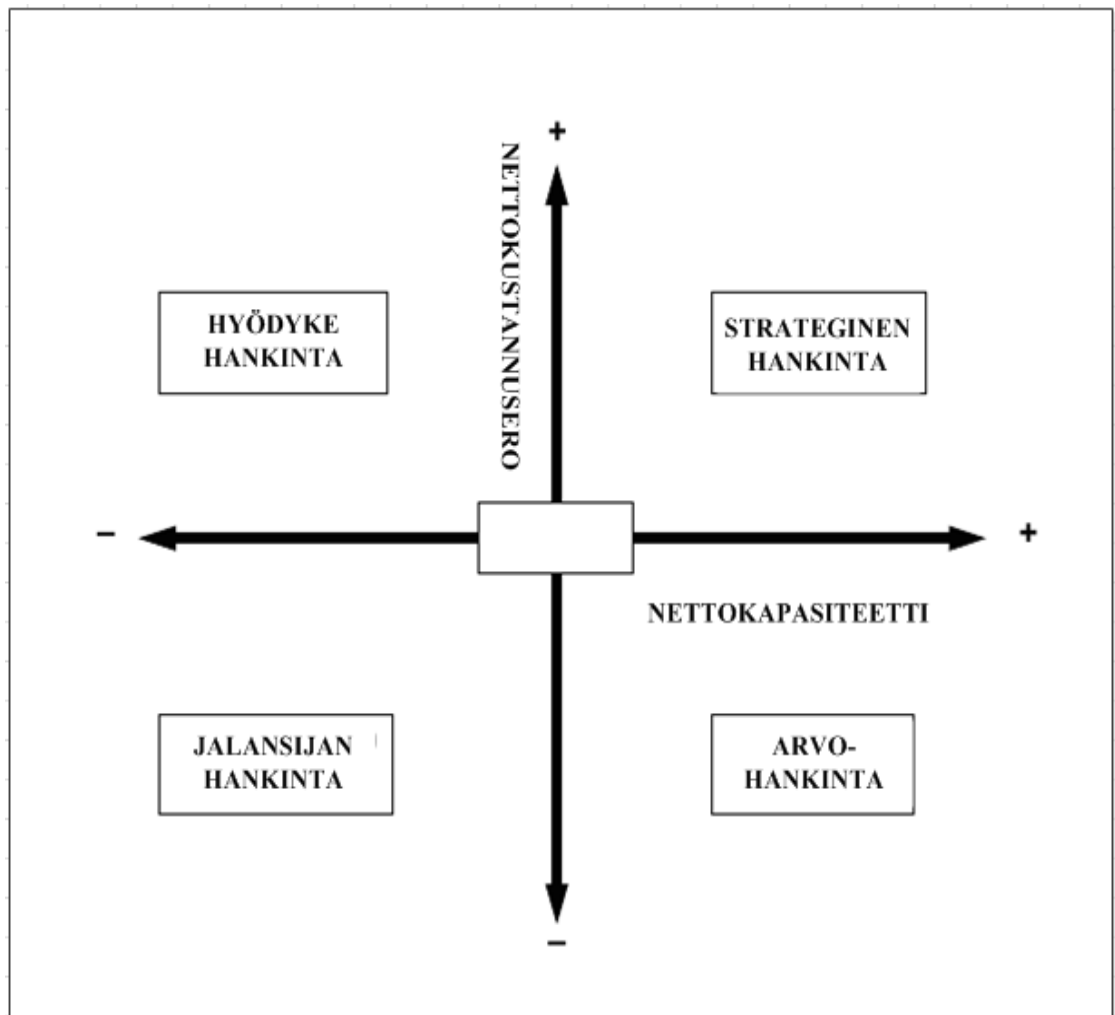 +
NETTOKUSTANNUSERO
HYÖDYKE
HANKINTA
STRATEGINEN
HANKINTA
–
+
NETTOKAPASITEETTI
JALANSIJAN
HANKINTA
ARVO-
HANKINTA
–